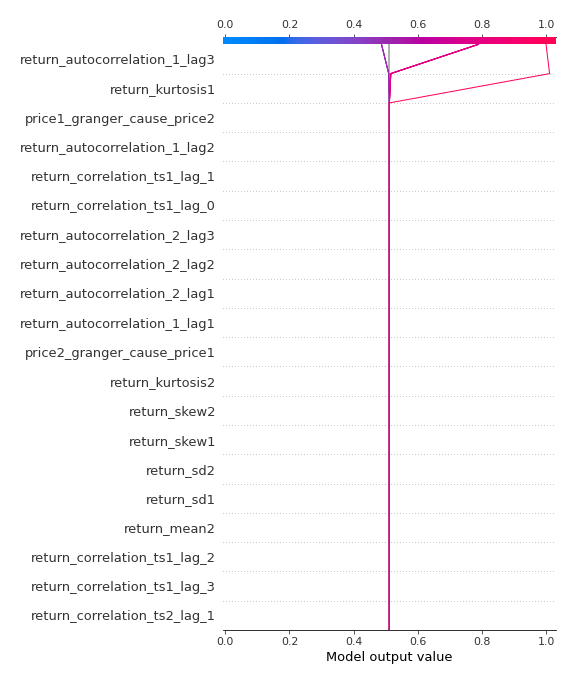 0.0 0.2 0.4 0.6 0.8 1.0
return_autocorrelation_1_lag3
return_kurtosis1
price1_granger_cause_price2
return_autocorrelation_1_lag2
return_correlation_ts1_lag_1
return_correlation_ts1_lag_0
return_autocorrelation_2_lag3
return_autocorrelation_2_lag2
return_autocorrelation_2_lag1
return_autocorrelation_1_lag1
price2_granger_cause_price1
return_kurtosis2
return_skew2
return_skew1
return_sd2
return_sd1
return_mean2
return_correlation_ts1_lag_2
return_correlation_ts1_lag_3
return_correlation_ts2_lag_1
0.0 0.2 0.4 0.6 0.8 1.0
Model output value